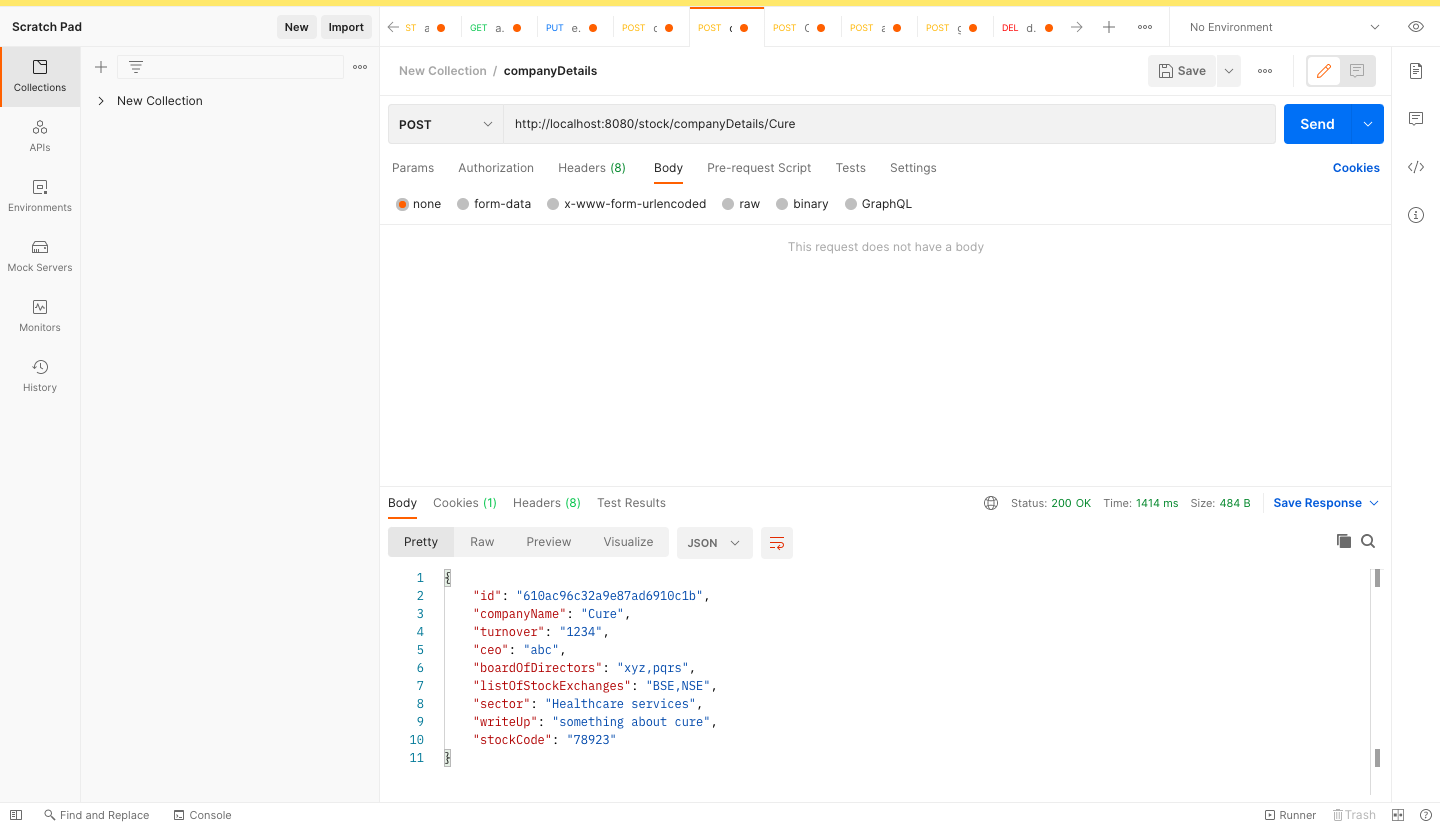 Scratch Pad
New
Import
ST a
GET a.
PUT e.
POST c
POST c
POST C
POST a
POST g
DEL d.
No Environment
Collections
APIs
Environments
Mock Servers
Monitors
History
New Collection
New Collection / companyDetails
Save
POST
http://localhost:8080/stock/companyDetails/Cure
Send
Params
Authorization
Headers (8)
Body
Pre-request Script
Tests
Settings
Cookies
none
form-data
x-www-form-urlencoded
raw
binary
GraphQL
This request does not have a body
Body
Cookies (1)
Headers (8)
Test Results
Status: 200 OK
Time: 1414 ms
Size: 484 B
Save Response
Pretty
Raw
Preview
Visualize
JSON
1 {
2 "id": "610ac96c32a9e87ad6910c1b",
3 "companyName": "Cure",
4 "turnover": "1234",
5 "ceo": "abc",
6 "boardOfDirectors": "xyz,pqrs",
7 "listOfStockExchanges": "BSE,NSE",
8 "sector": "Healthcare services",
9 "writeUp": "something about cure",
10 "stockCode": "78923"
11 }
Find and Replace
Console
Runner
Trash